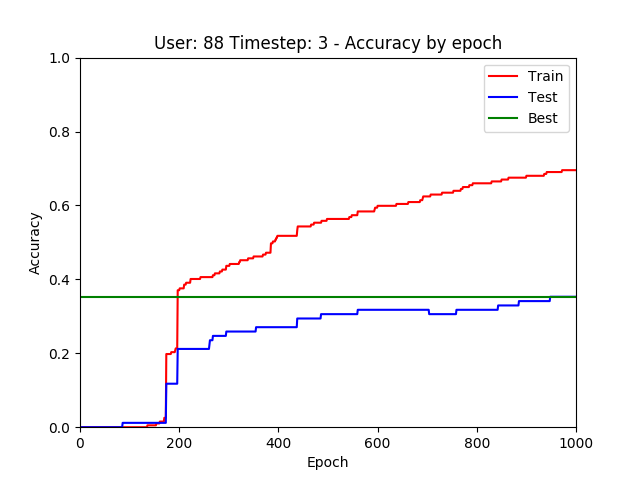 User: 88 Timestep: 3 - Accuracy by epoch
1.0
0.8
0.6
0.4
0.2
0.0
Accuracy
Train
Test
Best
0 200 400 600 800 1000
Epoch